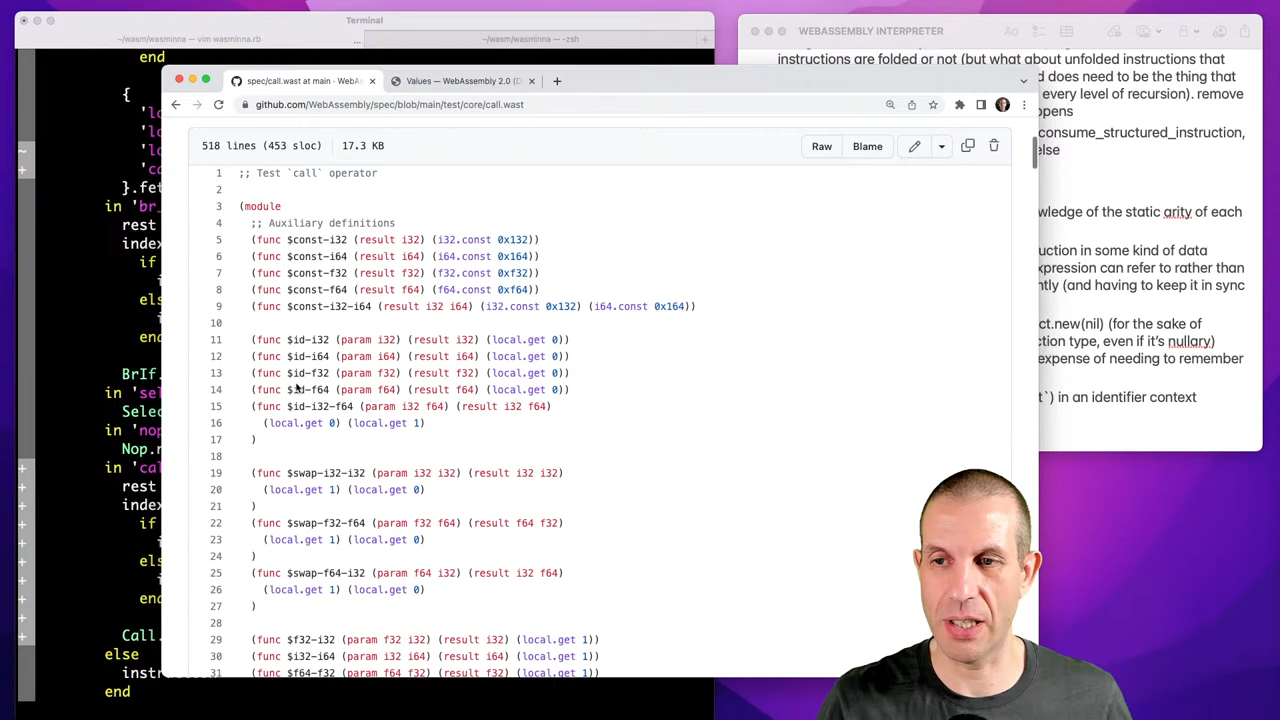 Terminal
~/wasm/wasminna — vim wasminna.rb
...
~/wasm/wasminna — -zsh
end
{
'lo
'lo
'lo
'ca
}.fet
in 'br_
rest
index
if
i
else
i
end
BrIf.
in 'sel
Selec
in 'nop
Nop.n
in 'cal
rest
index
if
i
else
i
end
Call.
else
instr
end
WEBASSEMBLY INTERPRETER
instructions are folded or not (but what about unfolded instructions that
d does need to be the thing that
every level of recursion). remove
opens
consume_structured_instruction,
else
wledge of the static arity of each
ruction in some kind of data
expression can refer to rather than
ntly (and having to keep it in sync
ct.new(nil) (for the sake of
ction type, even if it's nullary)
expense of needing to remember
t`) in an identifier context
spec/call.wast at main · WebAs
Values — WebAssembly 2.0 (D
github.com/WebAssembly/spec/blob/main/test/core/call.wast
518 lines (453 sloc) 17.3 KB
Raw Blame
1 ;; Test `call` operator
2
3 (module
4 ;; Auxiliary definitions
5 (func $const-i32 (result i32) (i32.const 0x132))
6 (func $const-i64 (result i64) (i64.const 0x164))
7 (func $const-f32 (result f32) (f32.const 0xf32))
8 (func $const-f64 (result f64) (f64.const 0xf64))
9 (func $const-i32-i64 (result i32 i64) (i32.const 0x132) (i64.const 0x164))
10
11 (func $id-i32 (param i32) (result i32) (local.get 0))
12 (func $id-i64 (param i64) (result i64) (local.get 0))
13 (func $id-f32 (param f32) (result f32) (local.get 0))
14 (func $id-f64 (param f64) (result f64) (local.get 0))
15 (func $id-i32-f64 (param i32 f64) (result i32 f64)
16 (local.get 0) (local.get 1)
17 )
18
19 (func $swap-i32-i32 (param i32 i32) (result i32 i32)
20 (local.get 1) (local.get 0)
21 )
22 (func $swap-f32-f64 (param f32 f64) (result f64 f32)
23 (local.get 1) (local.get 0)
24 )
25 (func $swap-f64-i32 (param f64 i32) (result i32 f64)
26 (local.get 1) (local.get 0)
27 )
28
29 (func $f32-i32 (param f32 i32) (result i32) (local.get 1))
30 (func $i32-i64 (param i32 i64) (result i64) (local.get 1))
31 (func $f64-f32 (param f64 f32) (result f32) (local.get 1))